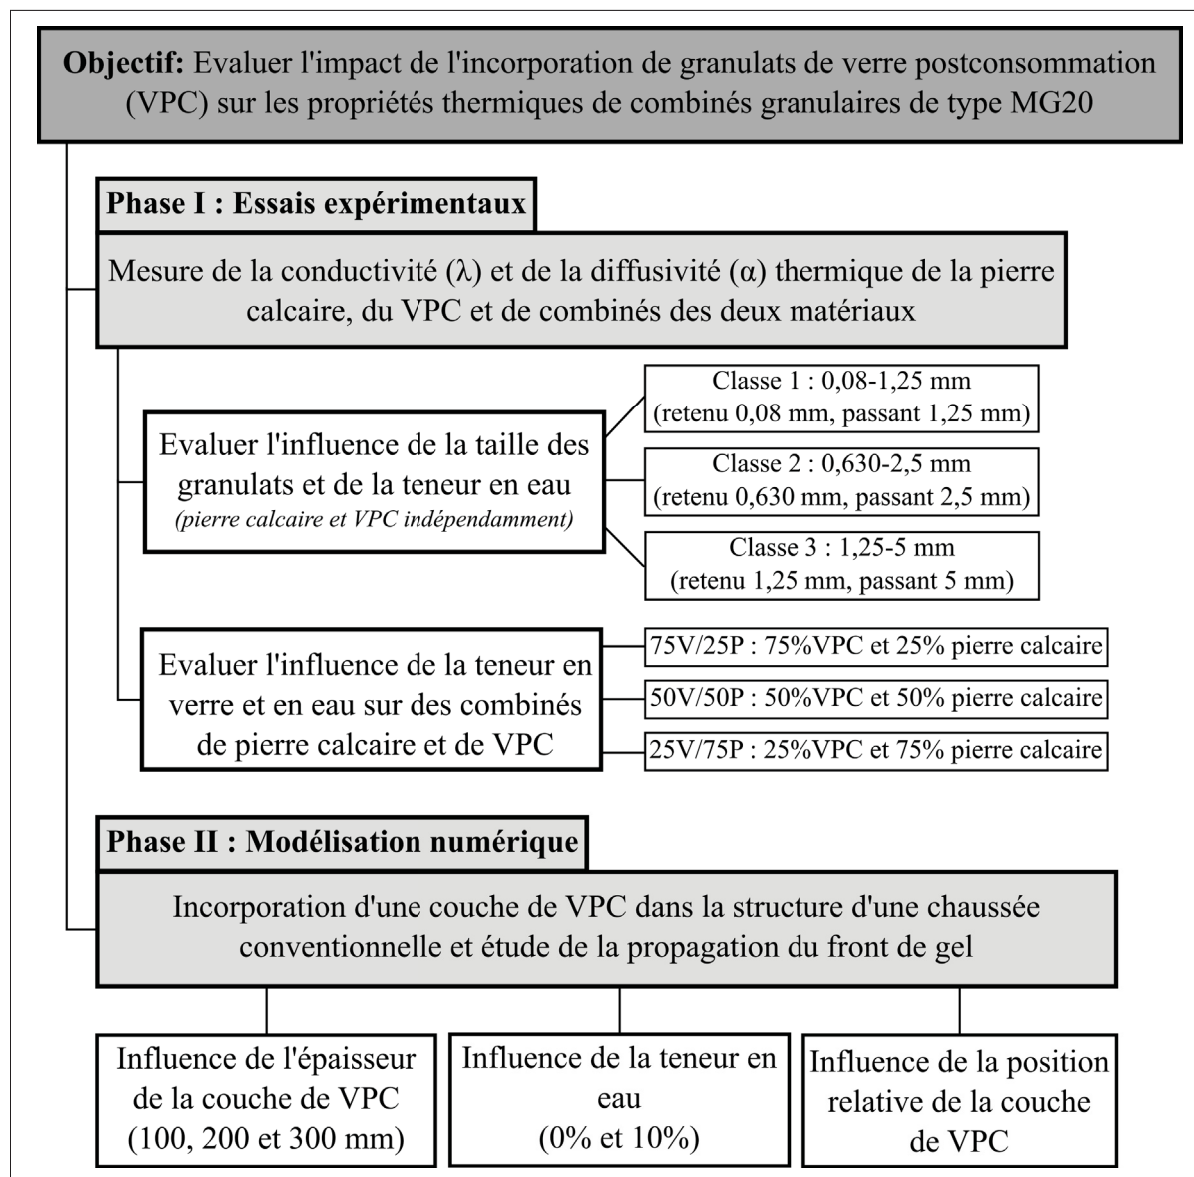 Objectif: Evaluer l'impact de l'incorporation de granulats de verre postconsommation
(VPC) sur les propriétés thermiques de combinés granulaires de type MG20
Phase I : Essais expérimentaux
Mesure de la conductivité (λ) et de la diffusivité (α) thermique de la pierre
calcaire, du VPC et de combinés des deux matériaux
Evaluer l'influence de la taille des
granulats et de la teneur en eau
(pierre calcaire et VPC indépendamment)
Classe 1 : 0,08-1,25 mm
(retenu 0,08 mm, passant 1,25 mm)
Classe 2 : 0,630-2,5 mm
(retenu 0,630 mm, passant 2,5 mm)
Classe 3 : 1,25-5 mm
(retenu 1,25 mm, passant 5 mm)
Evaluer l'influence de la teneur en
verre et en eau sur des combinés
de pierre calcaire et de VPC
75V/25P : 75%VPC et 25% pierre calcaire
50V/50P : 50%VPC et 50% pierre calcaire
25V/75P : 25%VPC et 75% pierre calcaire
Phase II : Modélisation numérique
Incorporation d'une couche de VPC dans la structure d'une chaussée
conventionnelle et étude de la propagation du front de gel
Influence de l'épaisseur
de la couche de VPC
(100, 200 et 300 mm)
Influence de la teneur en
eau
(0% et 10%)
Influence de la position
relative de la couche
de VPC